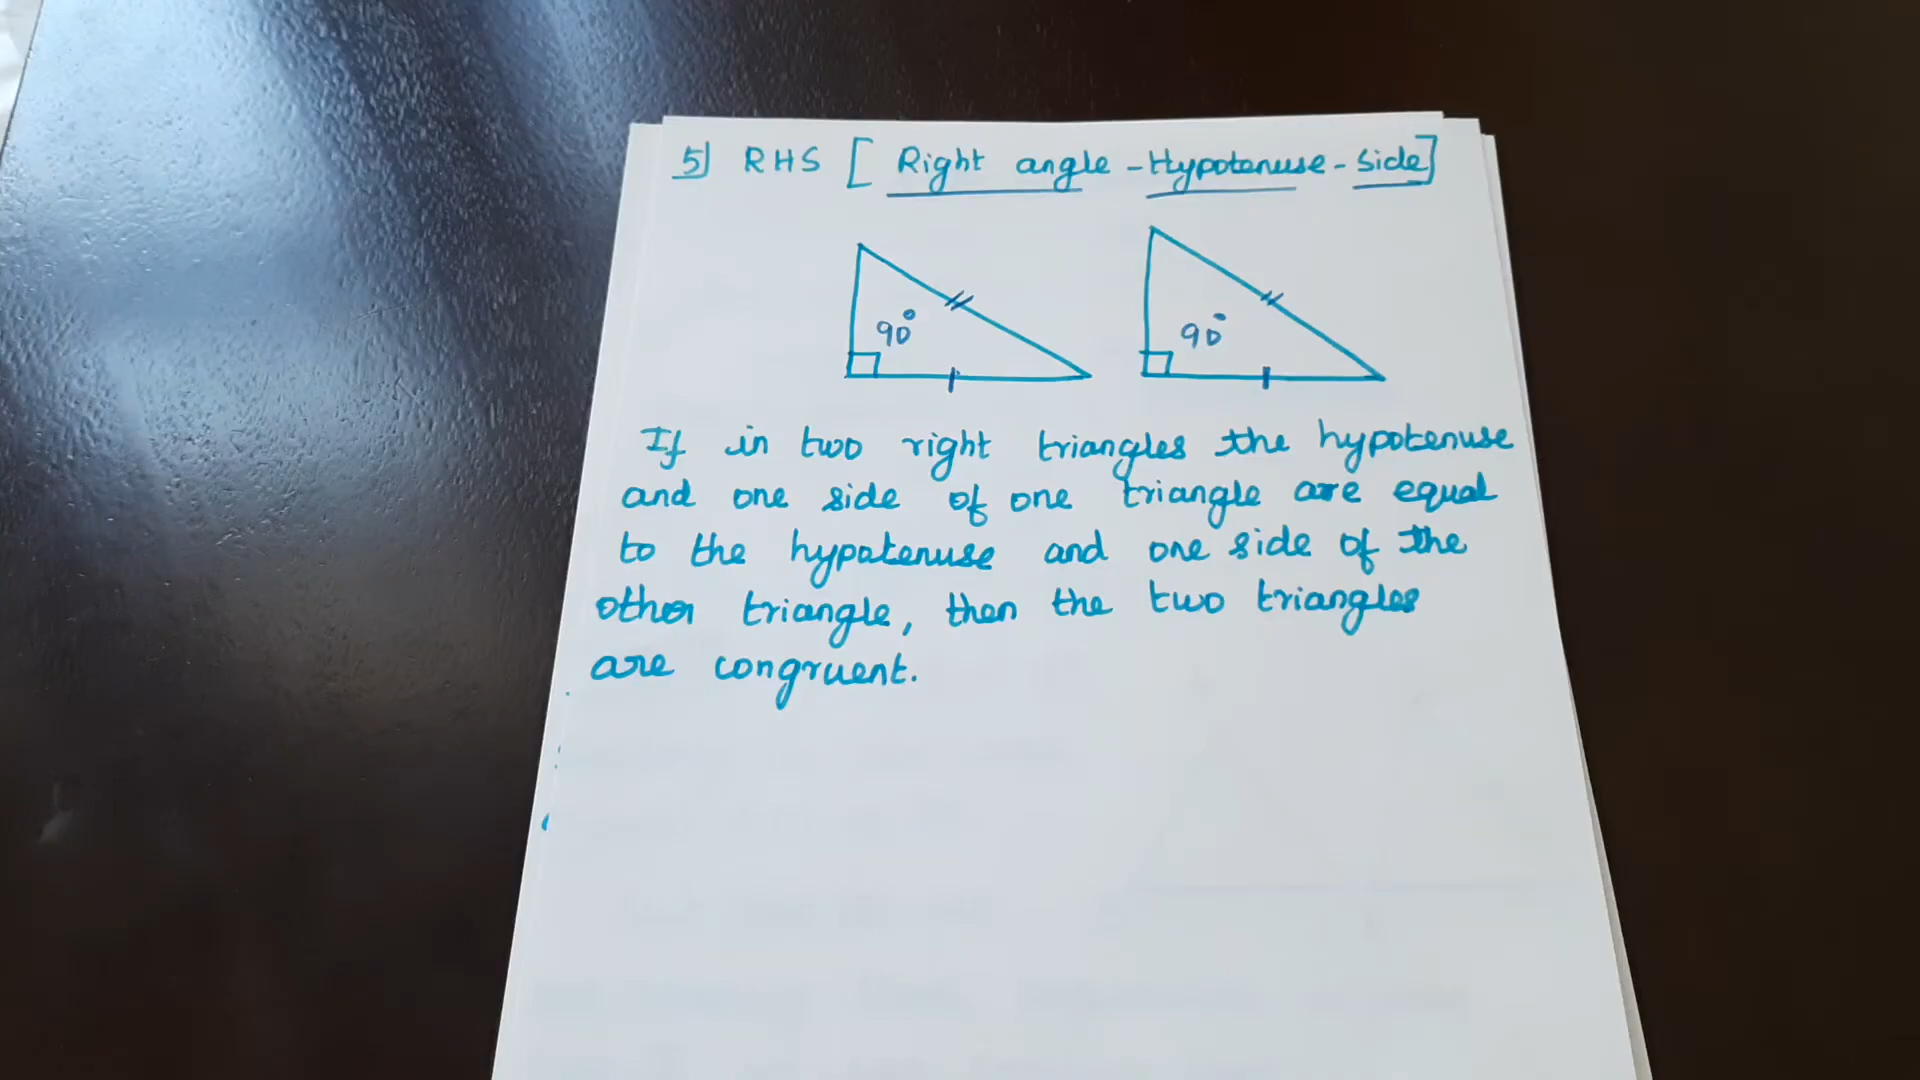 5) RHS [Right angle - Hypotenuse - Side]
90° 90°
If in two right triangles the hypotenuse
and one side of one triangle are equal
to the hypotenuse and one side of the
other triangle, then the two triangles
are congruent.